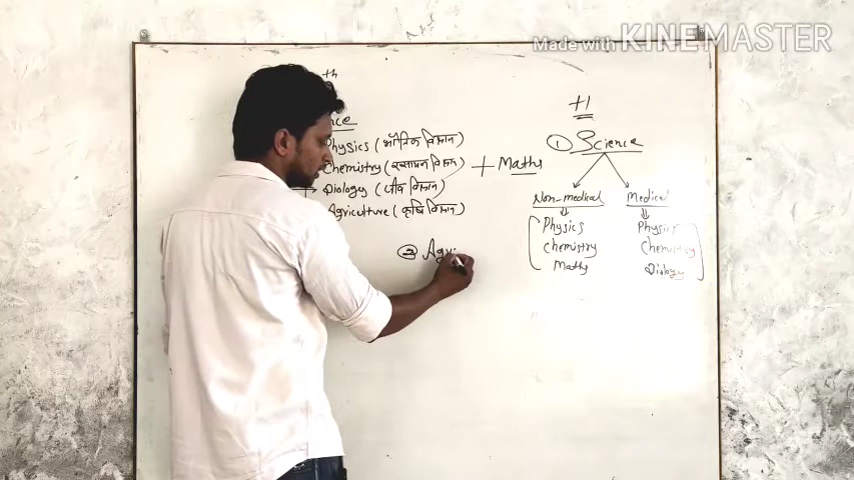 Made with KINEMASTER
th
nce
Physics (भौतिक विज्ञान)
Chemistry (रसायन विज्ञान) + Maths
Biology (जीव विज्ञान)
Agriculture (कृषि विज्ञान)
② Agri
+1
① Science
Non-medical Medical
Physics Physics
Chemistry Chemistry
Maths Biology